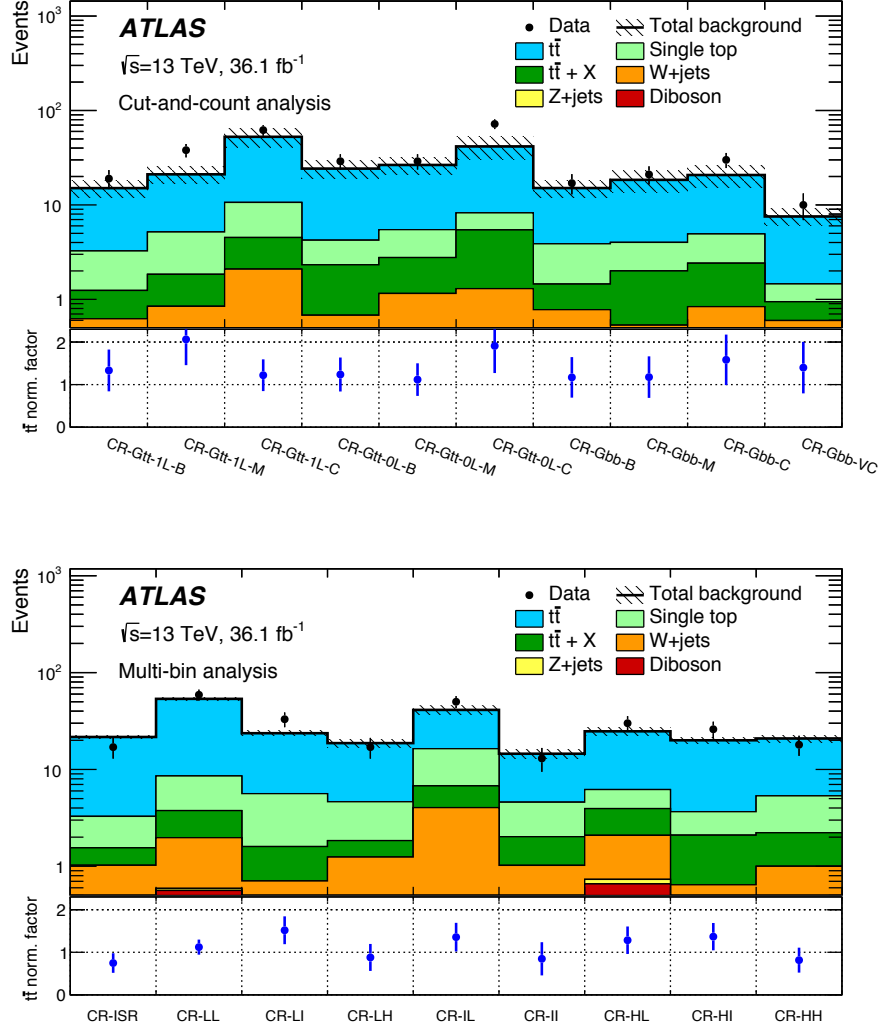 Events
10³
10²
10
1
ATLAS
√s=13 TeV, 36.1 fb⁻¹
Cut-and-count analysis
Data
Total background
tt̄
Single top
tt̄ + X
W+jets
Z+jets
Diboson
tt̄ norm. factor
2
1
0
CR-Gtt-1L-B
CR-Gtt-1L-M
CR-Gtt-1L-C
CR-Gtt-0L-B
CR-Gtt-0L-M
CR-Gtt-0L-C
CR-Gbb-B
CR-Gbb-M
CR-Gbb-C
CR-Gbb-VC
Events
10³
10²
10
1
ATLAS
√s=13 TeV, 36.1 fb⁻¹
Multi-bin analysis
Data
Total background
tt̄
Single top
tt̄ + X
W+jets
Z+jets
Diboson
tt̄ norm. factor
2
1
0
CR-ISR
CR-LL
CR-LI
CR-LH
CR-IL
CR-II
CR-HL
CR-HI
CR-HH